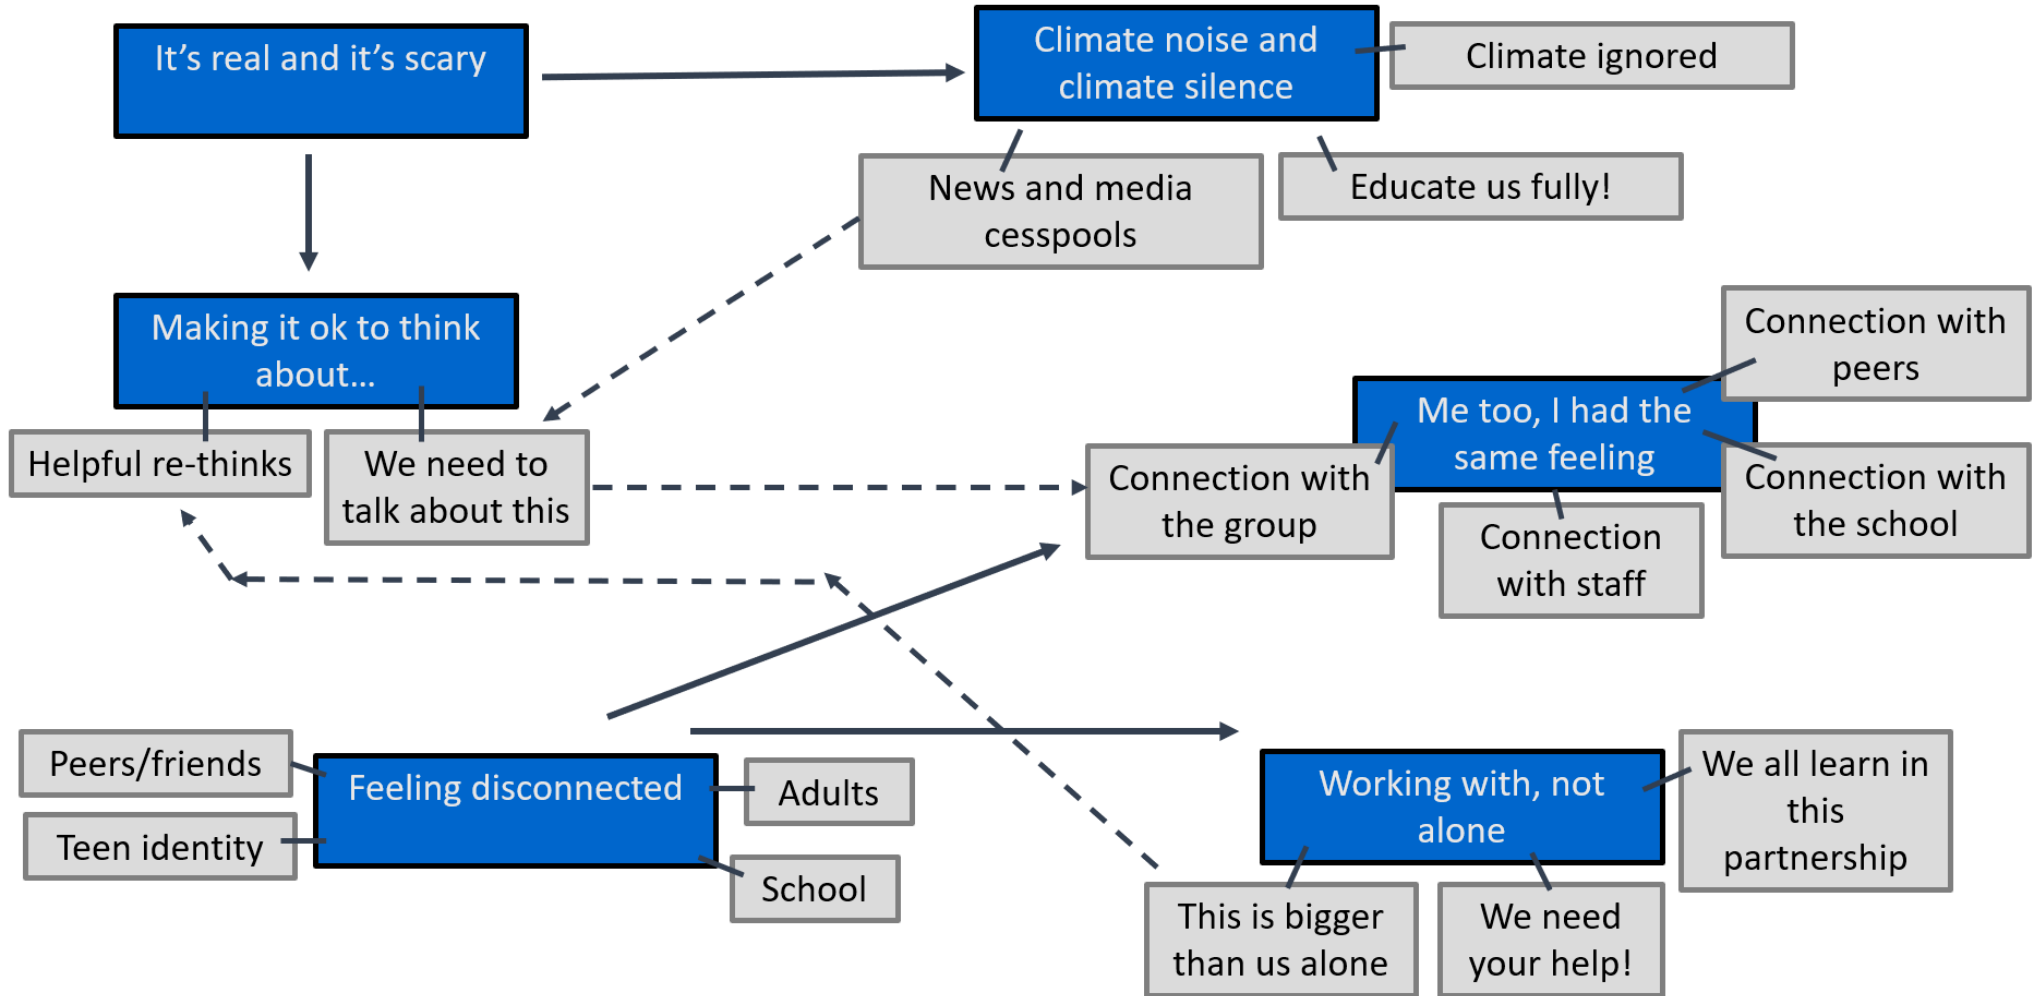 It’s real and it’s scary
Climate noise and
climate silence
Climate ignored
News and media
cesspools
Educate us fully!
Making it ok to think
about...
Helpful re-thinks
We need to
talk about this
Connection with
peers
Me too, I had the
same feeling
Connection with
the group
Connection with
the school
Connection
with staff
Peers/friends
Feeling disconnected
Adults
Teen identity
School
Working with, not
alone
We all learn in
this
partnership
This is bigger
than us alone
We need
your help!